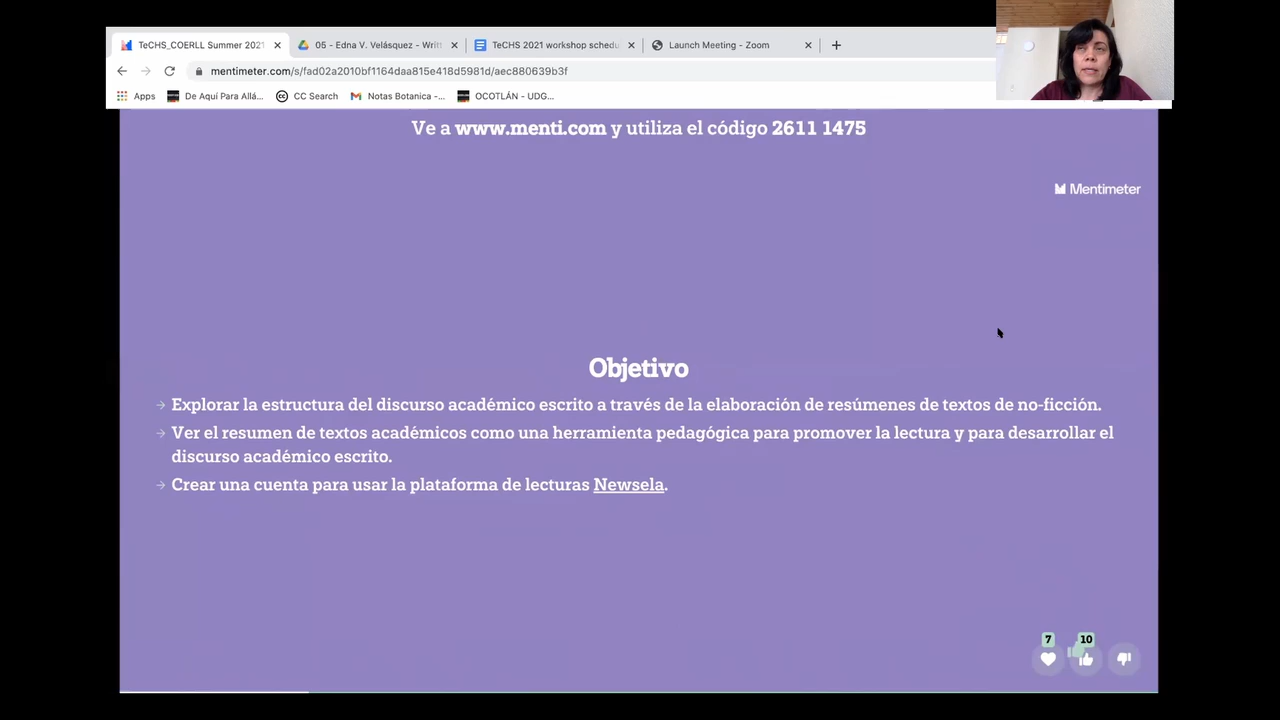 TeCHS_COERLL Summer 2021
05 - Edna V. Velásquez - Writ
TeCHS 2021 workshop schedu
Launch Meeting - Zoom
mentimeter.com/s/fad02a2010bf1164daa815e418d5981d/aec880639b3f
Apps
De Aquí Para Allá...
CC Search
Notas Botanica -...
OCOTLÁN - UDG...
Ve a www.menti.com y utiliza el código 2611 1475
Mentimeter
Objetivo
Explorar la estructura del discurso académico escrito a través de la elaboración de resúmenes de textos de no-ficción.
Ver el resumen de textos académicos como una herramienta pedagógica para promover la lectura y para desarrollar el
discurso académico escrito.
Crear una cuenta para usar la plataforma de lecturas Newsela.
7
10